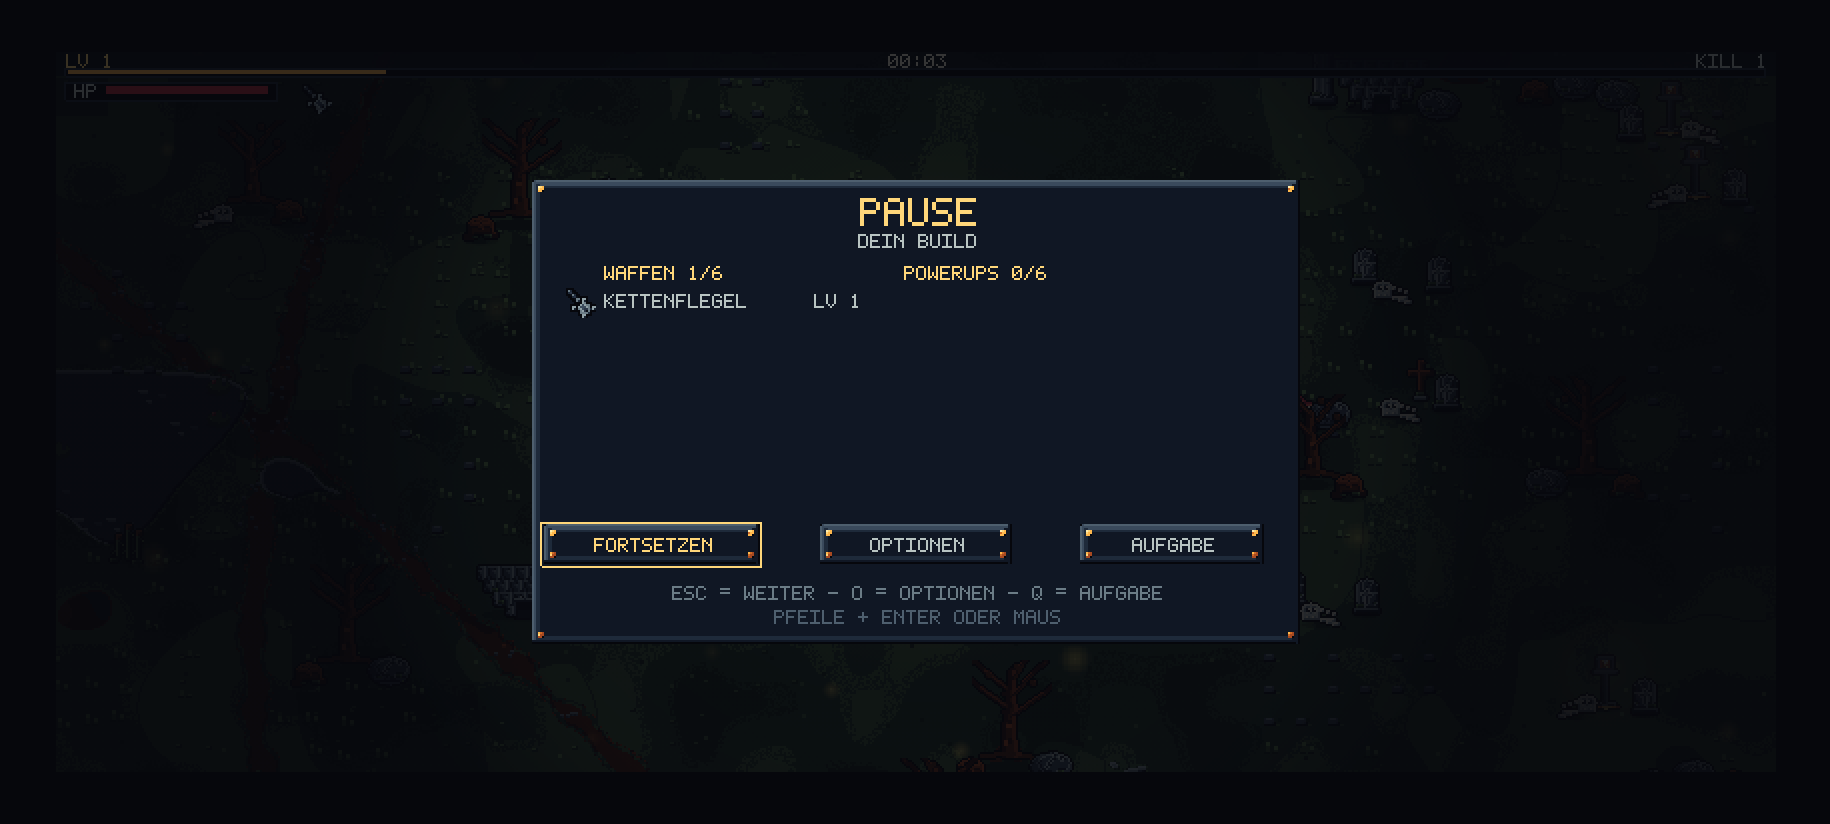 LV 1 00:03 KILL 1
HP
PAUSE
DEIN BUILD
WAFFEN 1/6 POWERUPS 0/6
KETTENFLEGEL LV 1
FORTSETZEN OPTIONEN AUFGABE
ESC = WEITER - O = OPTIONEN - Q = AUFGABE
PFEILE + ENTER ODER MAUS